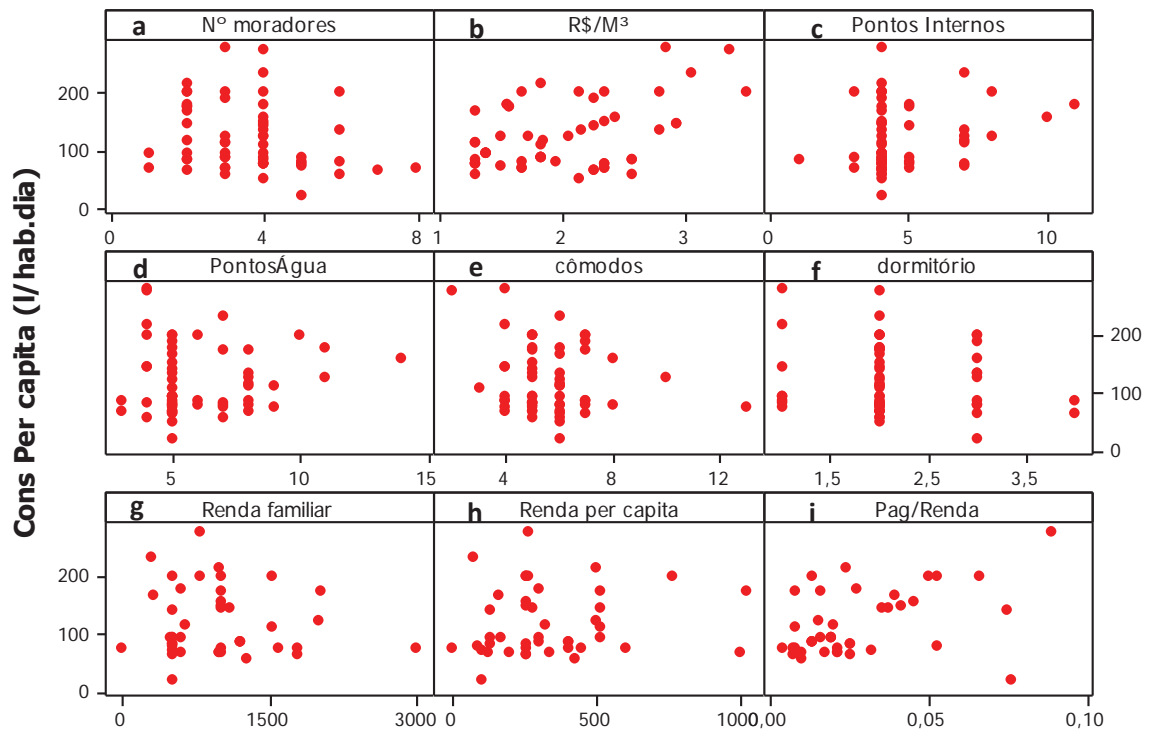 Cons Per capita (l/hab.dia)
a Nº moradores
b R$/M³
c Pontos Internos
200
100
0
0 4 8
1 2 3
0 5 10
d PontosÁgua
e cômodos
f dormitório
200
100
0
5 10 15
4 8 12
1,5 2,5 3,5
g Renda familiar
h Renda per capita
i Pag/Renda
200
100
0
0 1500 3000
0 500 1000
0,00 0,05 0,10